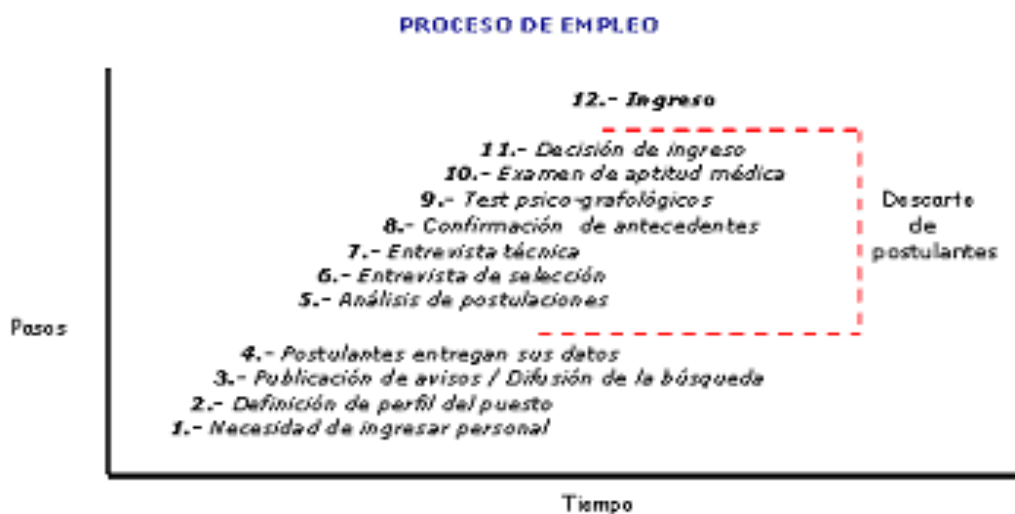 PROCESO DE EMPLEO
12.- Ingreso
11.- Decisión de ingreso
10.- Examen de aptitud médica
9.- Test psico-grafológicos
8.- Confirmación de antecedentes
7.- Entrevista técnica
6.- Entrevista de selección
5.- Análisis de postulaciones
Descarte
de
postulantes
Pasos
4.- Postulantes entregan sus datos
3.- Publicación de avisos / Difusión de la búsqueda
2.- Definición de perfil del puesto
1.- Necesidad de ingresar personal
Tiempo